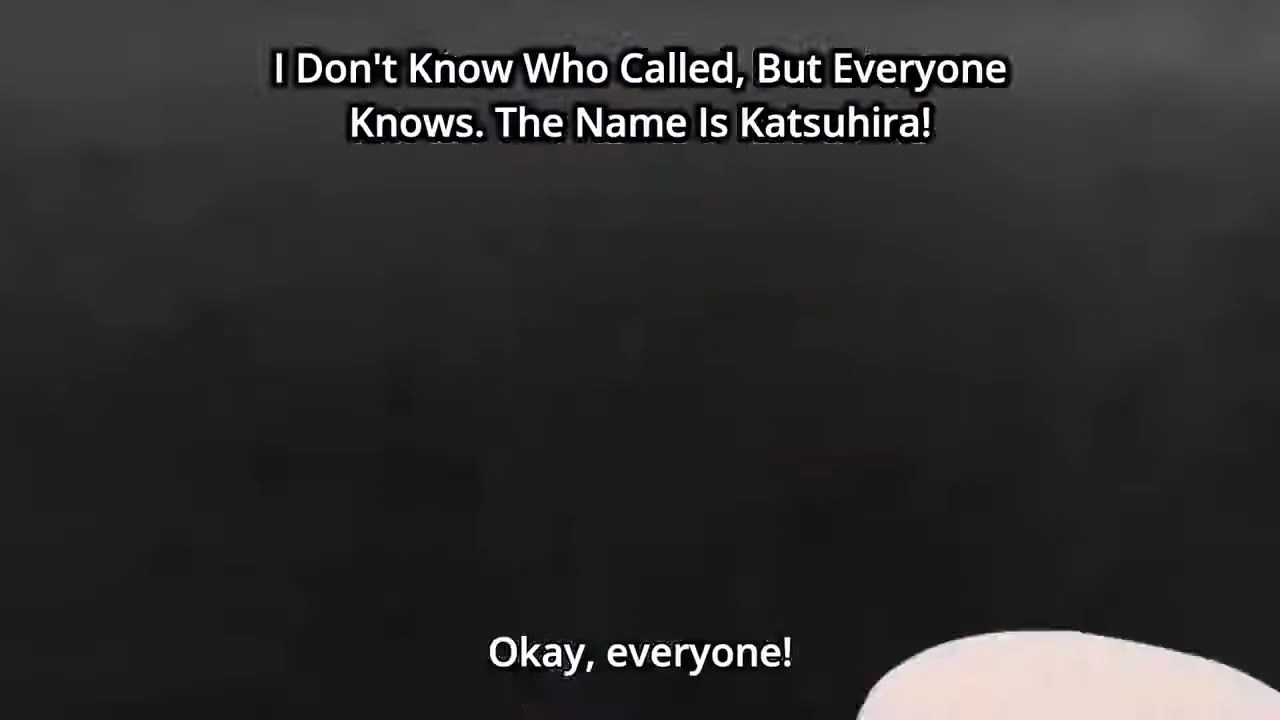 I Don't Know Who Called, But Everyone
Knows. The Name Is Katsuhira!
Okay, everyone!